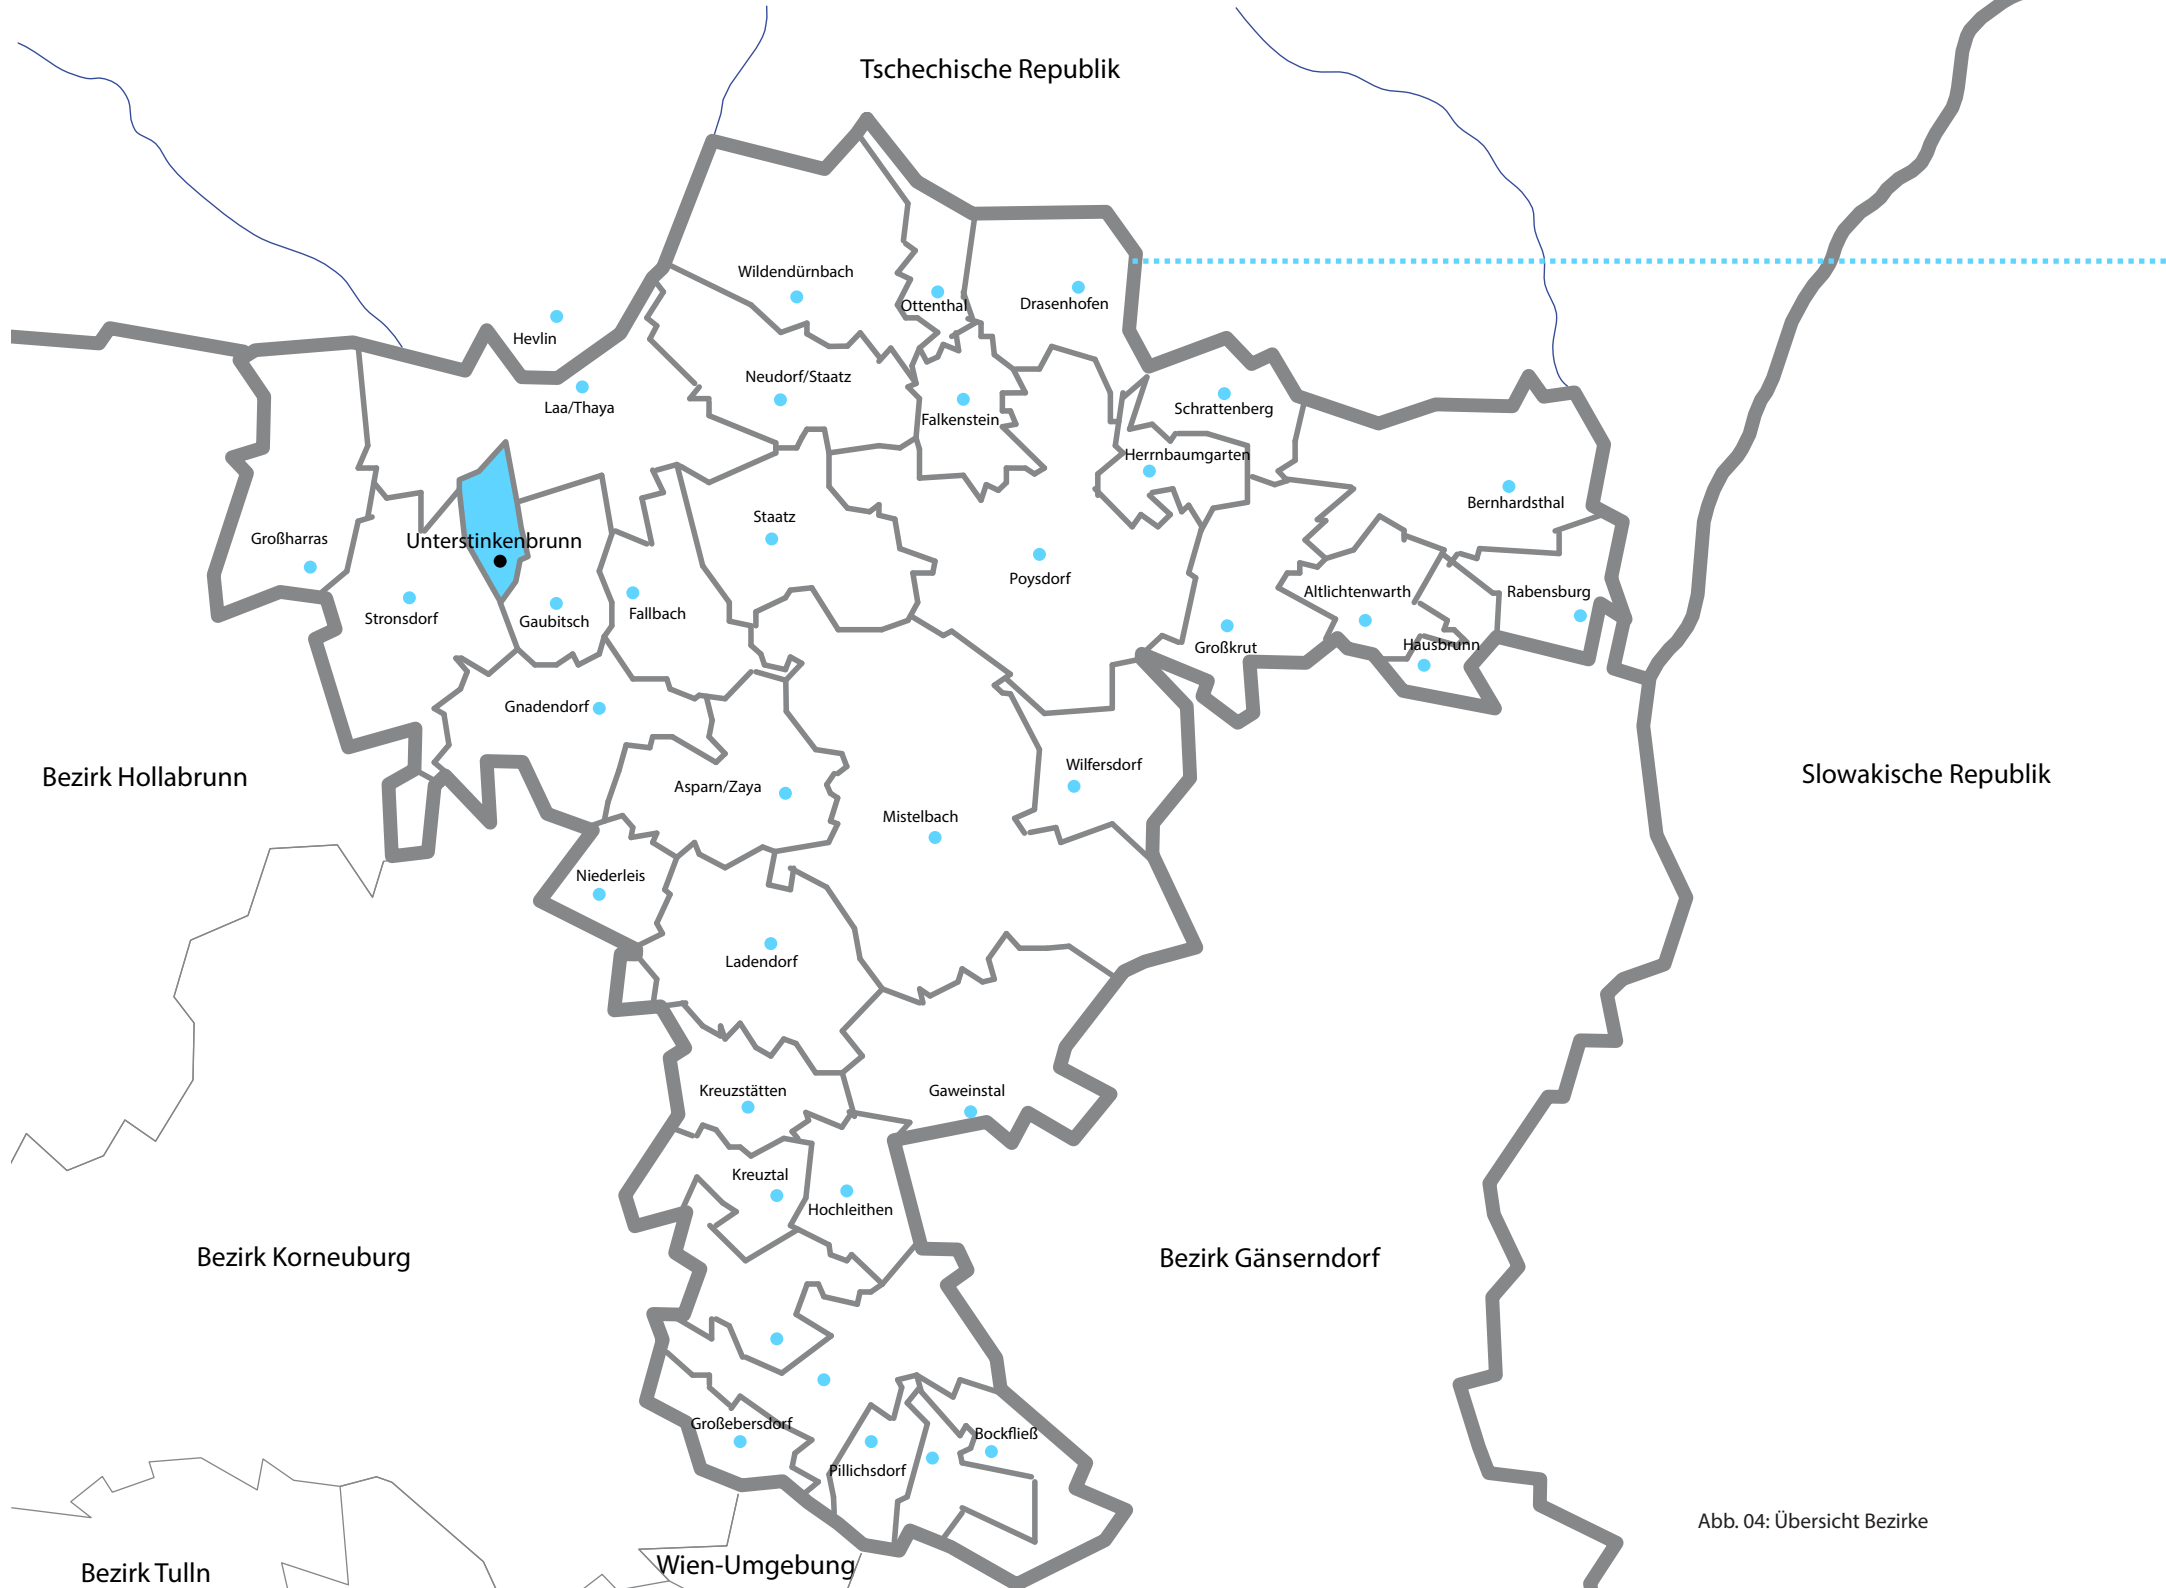 Tschechische Republik
Wildendürnbach
Ottenthal
Drasenhofen
Hevlin
Neudorf/Staatz
Laa/Thaya
Falkenstein
Schrattenberg
Herrnbaumgarten
Bernhardsthal
Staatz
Großharras
Unterstinkenbrunn
Poysdorf
Altlichtenwarth
Rabensburg
Stronsdorf
Gaubitsch
Fallbach
Großkrut
Hausbrunn
Gnadendorf
Bezirk Hollabrunn
Asparn/Zaya
Wilfersdorf
Slowakische Republik
Mistelbach
Niederleis
Ladendorf
Kreuzstätten
Gaweinstal
Kreuztal
Hochleithen
Bezirk Korneuburg
Bezirk Gänserndorf
Großebersdorf
Bockfließ
Pillichsdorf
Abb. 04: Übersicht Bezirke
Bezirk Tulln
Wien-Umgebung